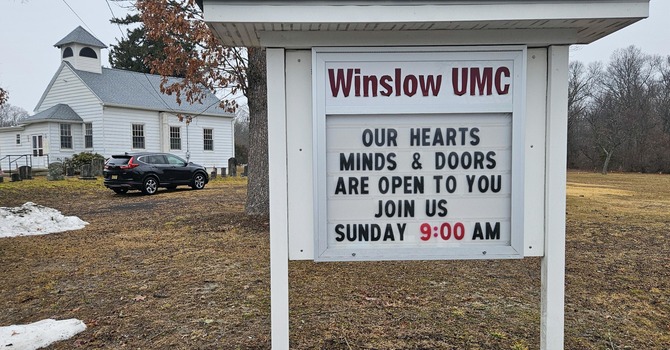 Winslow UMC
OUR HEARTS
MINDS & DOORS
ARE OPEN TO YOU
JOIN US
SUNDAY 9:00 AM